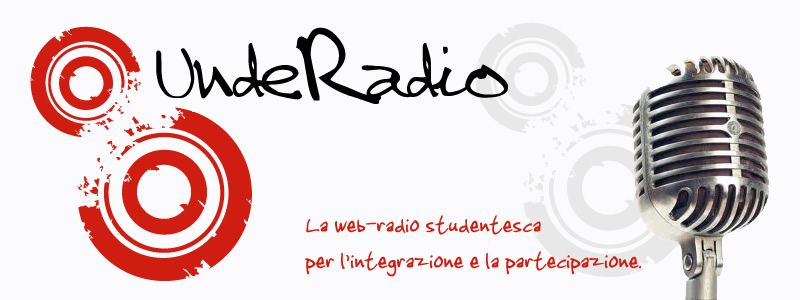 UndeRadio
La web-radio studentesca
per l'integrazione e la partecipazione.